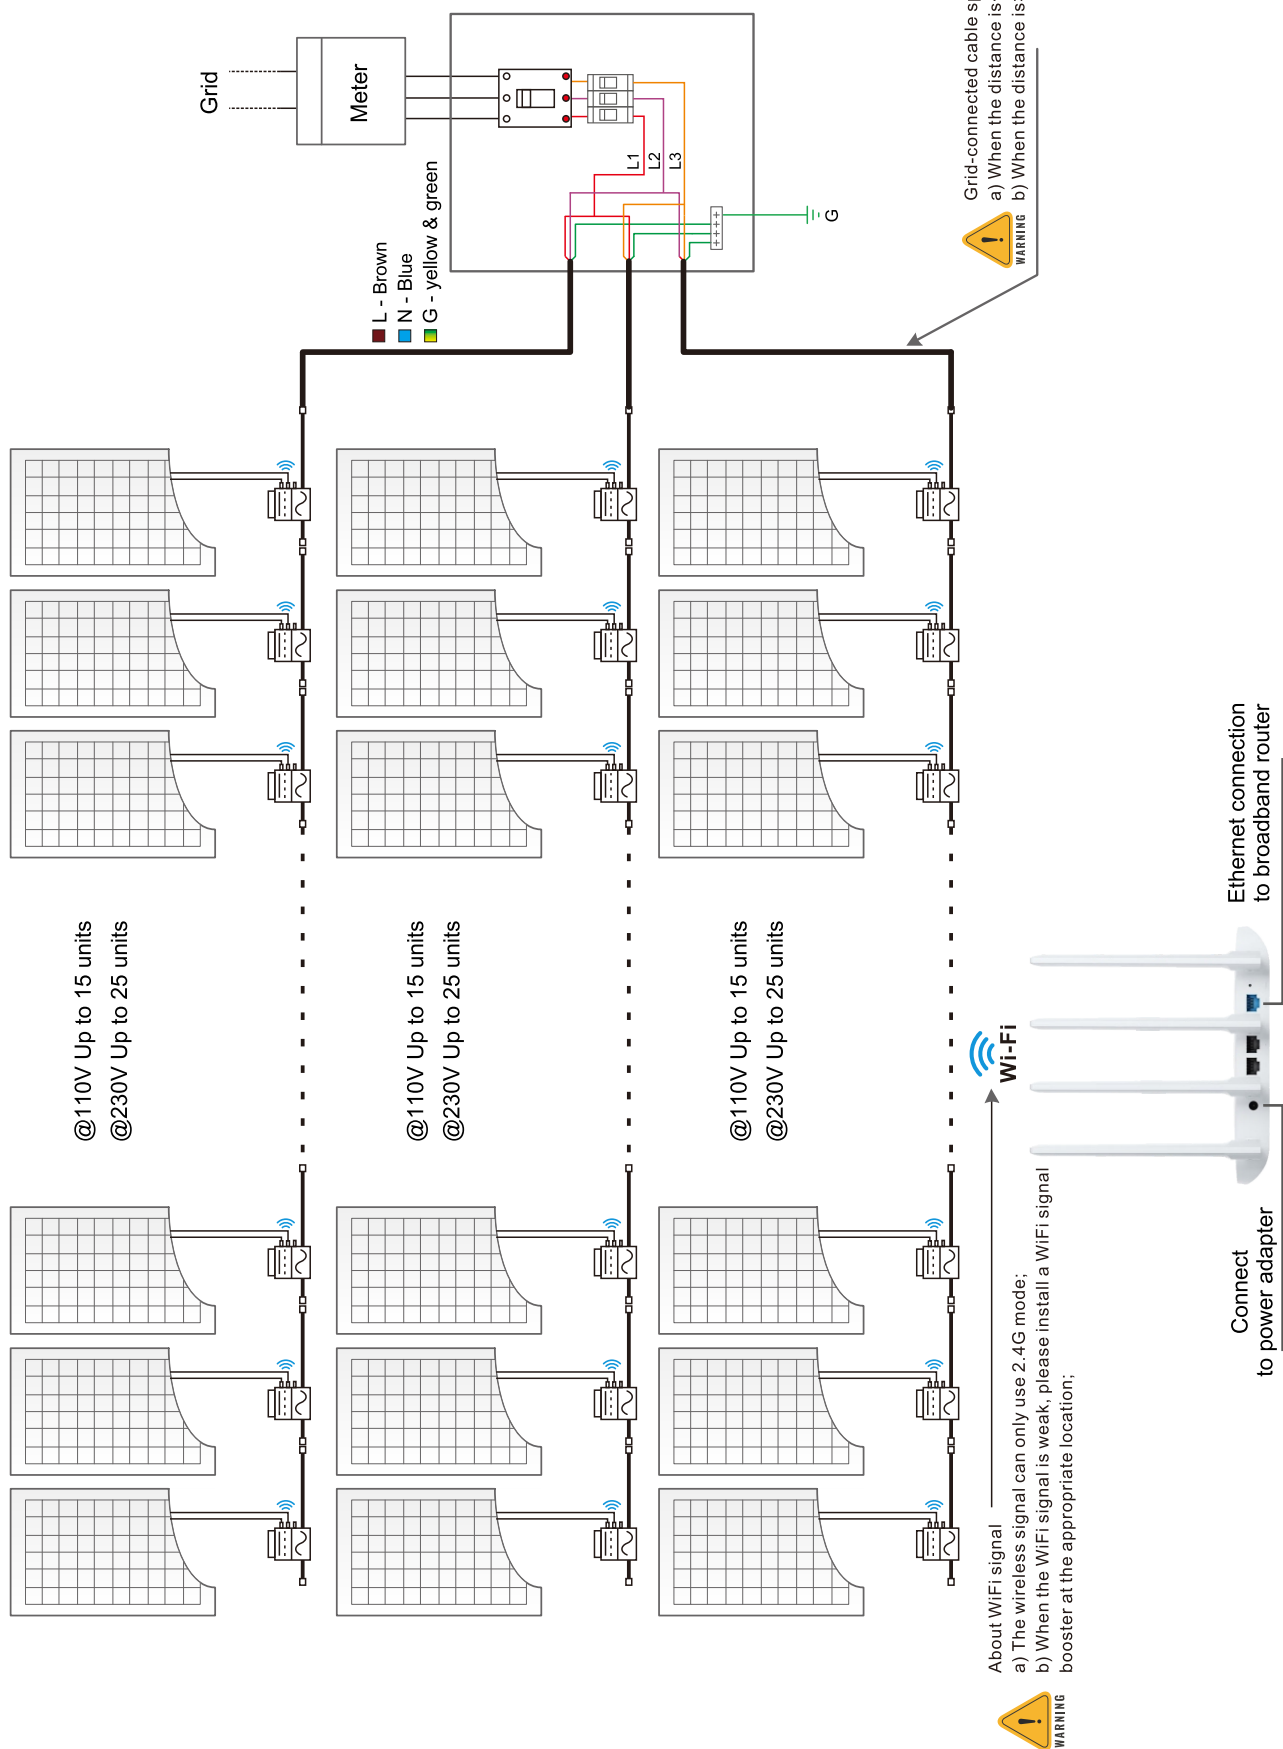 Grid
Meter
L1
L2
L3
G
L - Brown
N - Blue
G - yellow & green
Grid-connected cable
a) When the distance is
b) When the distance is
WARNING
@110V Up to 15 units
@230V Up to 25 units
@110V Up to 15 units
@230V Up to 25 units
@110V Up to 15 units
@230V Up to 25 units
Wi-Fi
About WiFi signal
a) The wireless signal can only use 2.4G mode;
b) When the WiFi signal is weak, please install a WiFi signal
booster at the appropriate location;
WARNING
Ethernet connection
to broadband router
Connect
to power adapter